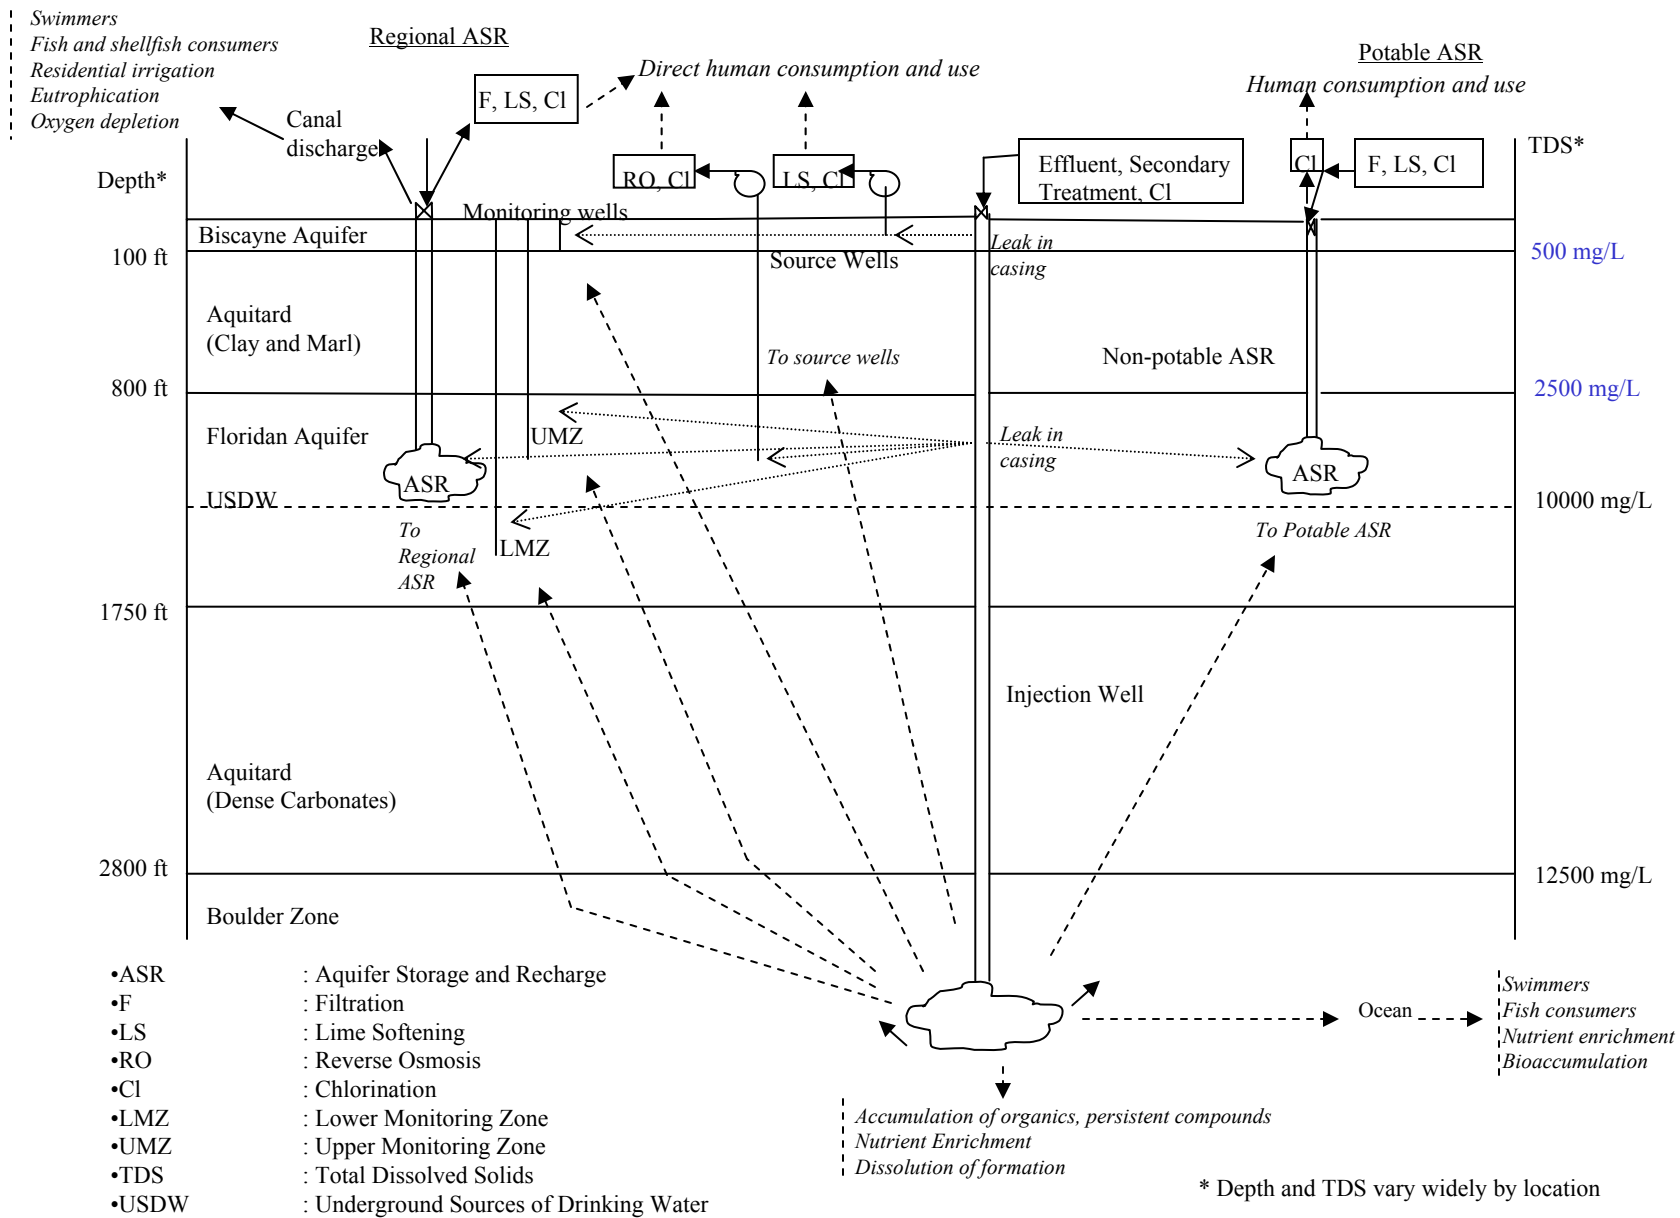 Swimmers
Fish and shellfish consumers
Residential irrigation
Eutrophication
Oxygen depletion
Regional ASR
Potable ASR
Direct human consumption and use
Human consumption and use
F, LS, Cl
Canal
discharge
RO, Cl
LS, Cl
Effluent, Secondary
Treatment, Cl
Cl
F, LS, Cl
TDS*
Depth*
Monitoring wells
Biscayne Aquifer
Leak in
casing
100 ft
Source Wells
500 mg/L
Aquitard
(Clay and Marl)
To source wells
Non-potable ASR
800 ft
2500 mg/L
Floridan Aquifer
UMZ
Leak in
casing
ASR
ASR
USDW
10000 mg/L
To
Regional
ASR
LMZ
To Potable ASR
1750 ft
Injection Well
Aquitard
(Dense Carbonates)
2800 ft
12500 mg/L
Boulder Zone
•ASR : Aquifer Storage and Recharge
•F : Filtration
•LS : Lime Softening
•RO : Reverse Osmosis
•Cl : Chlorination
•LMZ : Lower Monitoring Zone
•UMZ : Upper Monitoring Zone
•TDS : Total Dissolved Solids
•USDW : Underground Sources of Drinking Water
Ocean
Swimmers
Fish consumers
Nutrient enrichment
Bioaccumulation
Accumulation of organics, persistent compounds
Nutrient Enrichment
Dissolution of formation
* Depth and TDS vary widely by location